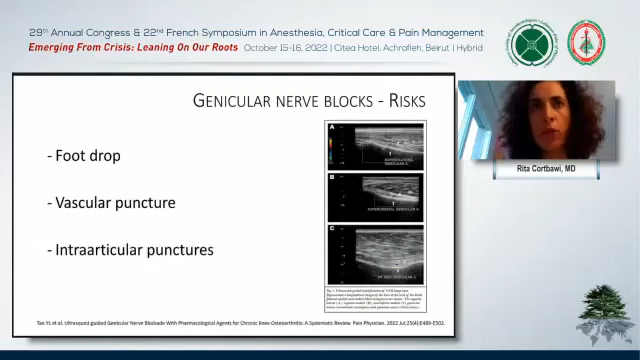 29th Annual Congress & 22nd French Symposium in Anesthesia, Critical Care & Pain Management
Emerging From Crisis: Leaning On Our Roots October 15-16, 2022 | Citea Hotel, Achrafieh, Beirut | Hybrid
GENICULAR NERVE BLOCKS - RISKS
- Foot drop
- Vascular puncture
- Intraarticular punctures
A
B
C
Rita Cortbawi, MD
Tan YL et al. Ultrasound-guided Genicular Nerve Blockade With Pharmacological Agents for Chronic Knee Osteoarthritis: A Systematic Review. Pain Physician. 2022 Jul;25(4):E489-E502.